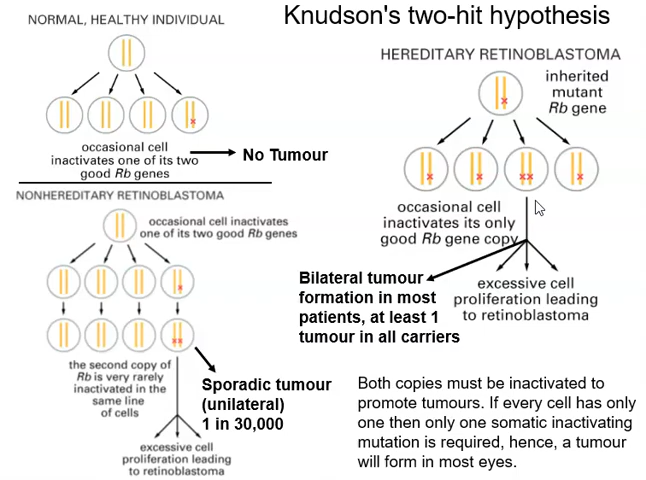 Knudson's two-hit hypothesis
NORMAL, HEALTHY INDIVIDUAL
occasional cell
inactivates one of its two
good Rb genes
No Tumour
NONHEREDITARY RETINOBLASTOMA
occasional cell inactivates
one of its two good Rb genes
the second copy of
Rb is very rarely
inactivated in the
same line
of cells
Sporadic tumour
(unilateral)
1 in 30,000
excessive cell
proliferation leading
to retinoblastoma
HEREDITARY RETINOBLASTOMA
inherited
mutant
Rb gene
occasional cell
inactivates its only
good Rb gene copy
Bilateral tumour
formation in most
patients, at least 1
tumour in all carriers
excessive cell
proliferation leading
to retinoblastoma
Both copies must be inactivated to
promote tumours. If every cell has only
one then only one somatic inactivating
mutation is required, hence, a tumour
will form in most eyes.